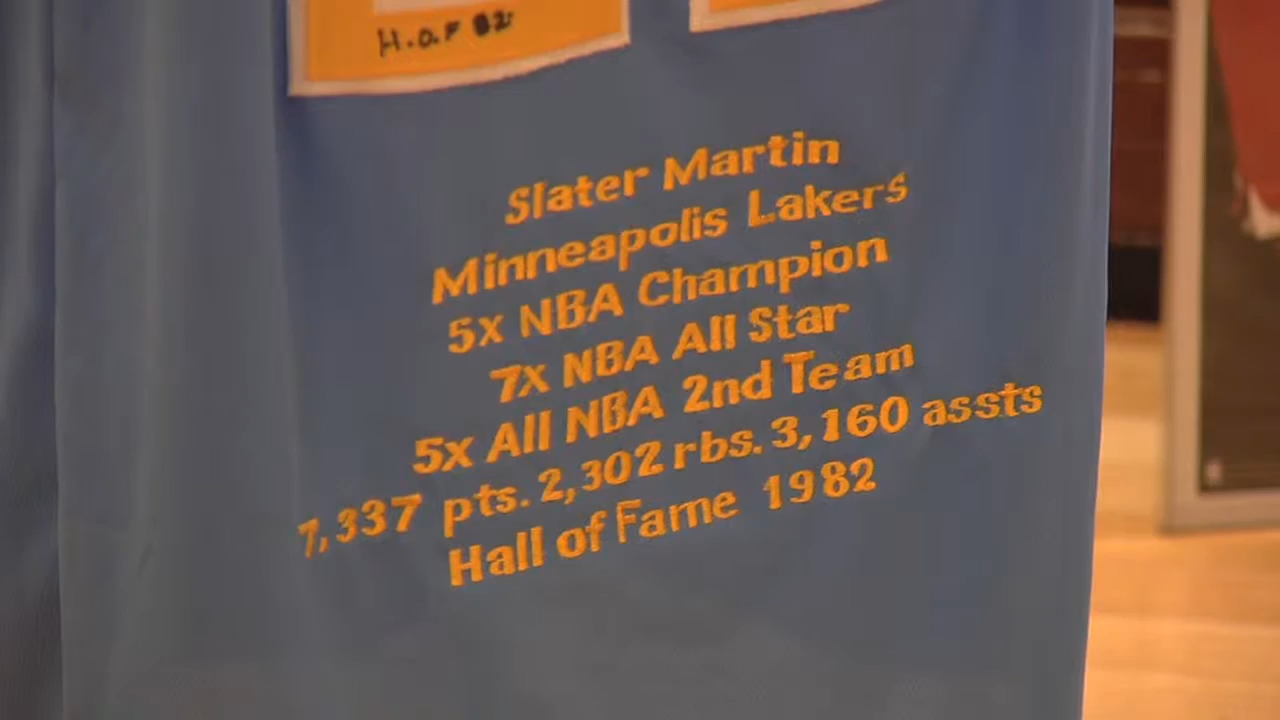 H.O.F 82
Slater Martin
Minneapolis Lakers
5x NBA Champion
7x NBA All Star
5x All NBA 2nd Team
7,337 pts. 2,302 rbs. 3,160 assts
Hall of Fame 1982